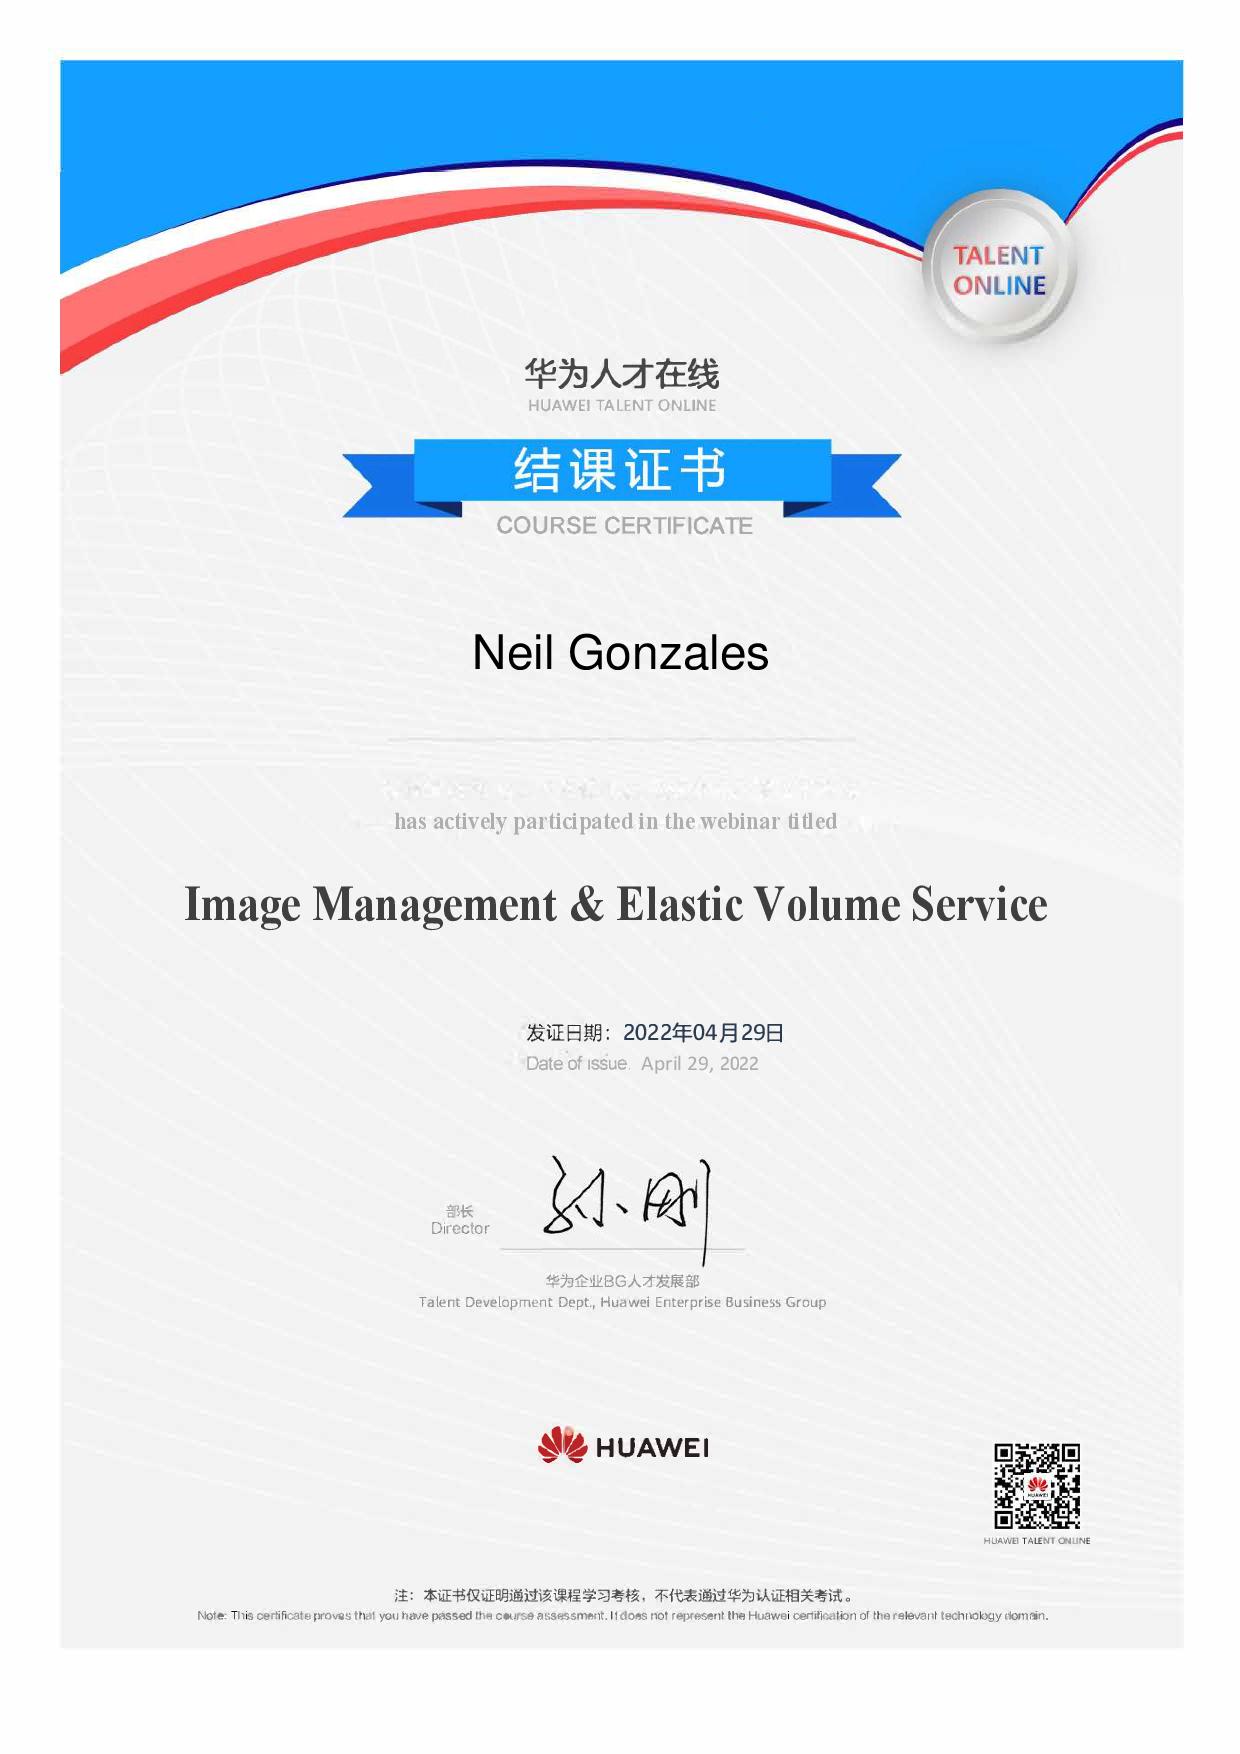 TALENT
ONLINE
华为人才在线
HUAWEI TALENT ONLINE
结课证书
COURSE CERTIFICATE
Neil Gonzales
has actively participated in the webinar titled
Image Management & Elastic Volume Service
发证日期：2022年04月29日
Date of issue. April 29, 2022
孙刚
部长
Director
华为企业BG人才发展部
Talent Development Dept., Huawei Enterprise Business Group
HUAWEI
HUAWEI
HUAWEI TALENT ONLINE
注：本证书仅证明通过该课程学习考核，不代表通过华为认证相关考试。
Note: This certificate proves that you have passed the course assessment. It does not represent the Huawei certification of the relevant technology domain.